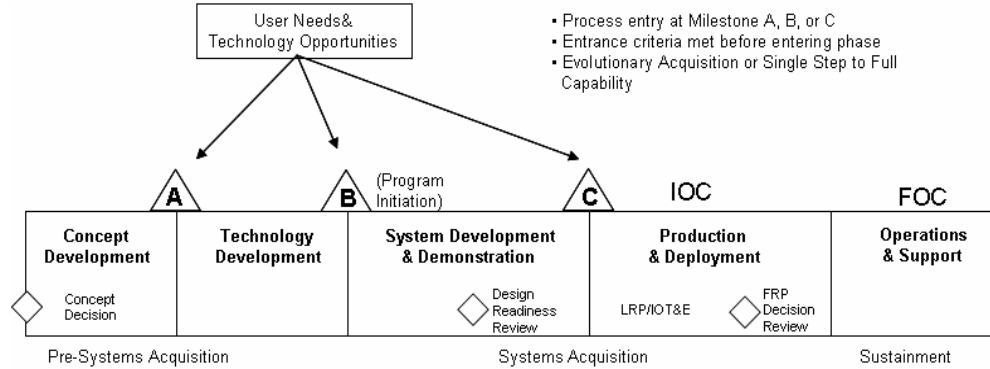 User Needs&
Technology Opportunities
▪ Process entry at Milestone A, B, or C
▪ Entrance criteria met before entering phase
▪ Evolutionary Acquisition or Single Step to Full
Capability
A
B
(Program
Initiation)
C
IOC
FOC
Concept
Development
Technology
Development
System Development
& Demonstration
Production
& Deployment
Operations
& Support
Concept
Decision
Design
Readiness
Review
LRP/IOT&E
FRP
Decision
Review
Pre-Systems Acquisition
Systems Acquisition
Sustainment